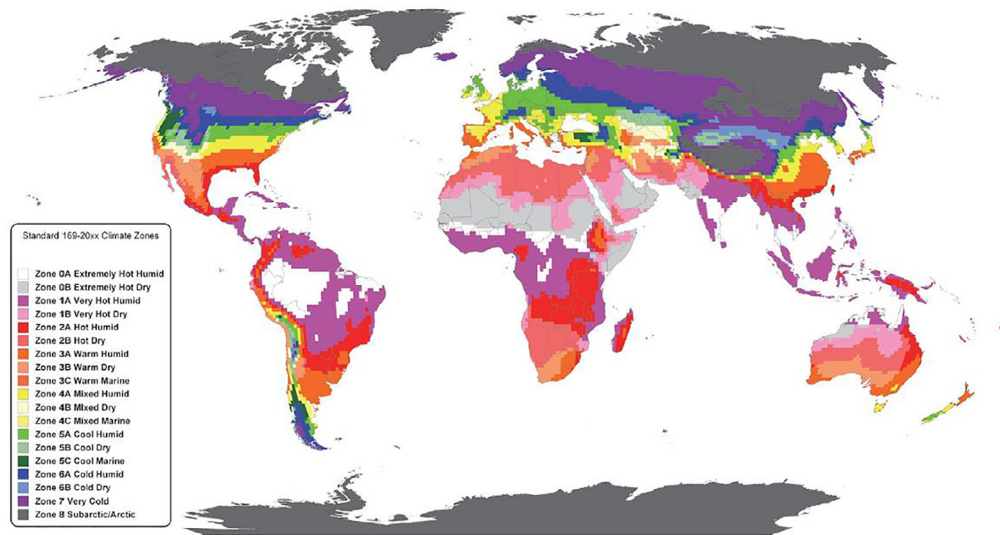 Standard 169-20xx Climate Zones
Zone 0A Extremely Hot Humid
Zone 0B Extremely Hot Dry
Zone 1A Very Hot Humid
Zone 1B Very Hot Dry
Zone 2A Hot Humid
Zone 2B Hot Dry
Zone 3A Warm Humid
Zone 3B Warm Dry
Zone 3C Warm Marine
Zone 4A Mixed Humid
Zone 4B Mixed Dry
Zone 4C Mixed Marine
Zone 5A Cool Humid
Zone 5B Cool Dry
Zone 5C Cool Marine
Zone 6A Cold Humid
Zone 6B Cold Dry
Zone 7 Very Cold
Zone 8 Subarctic/Arctic